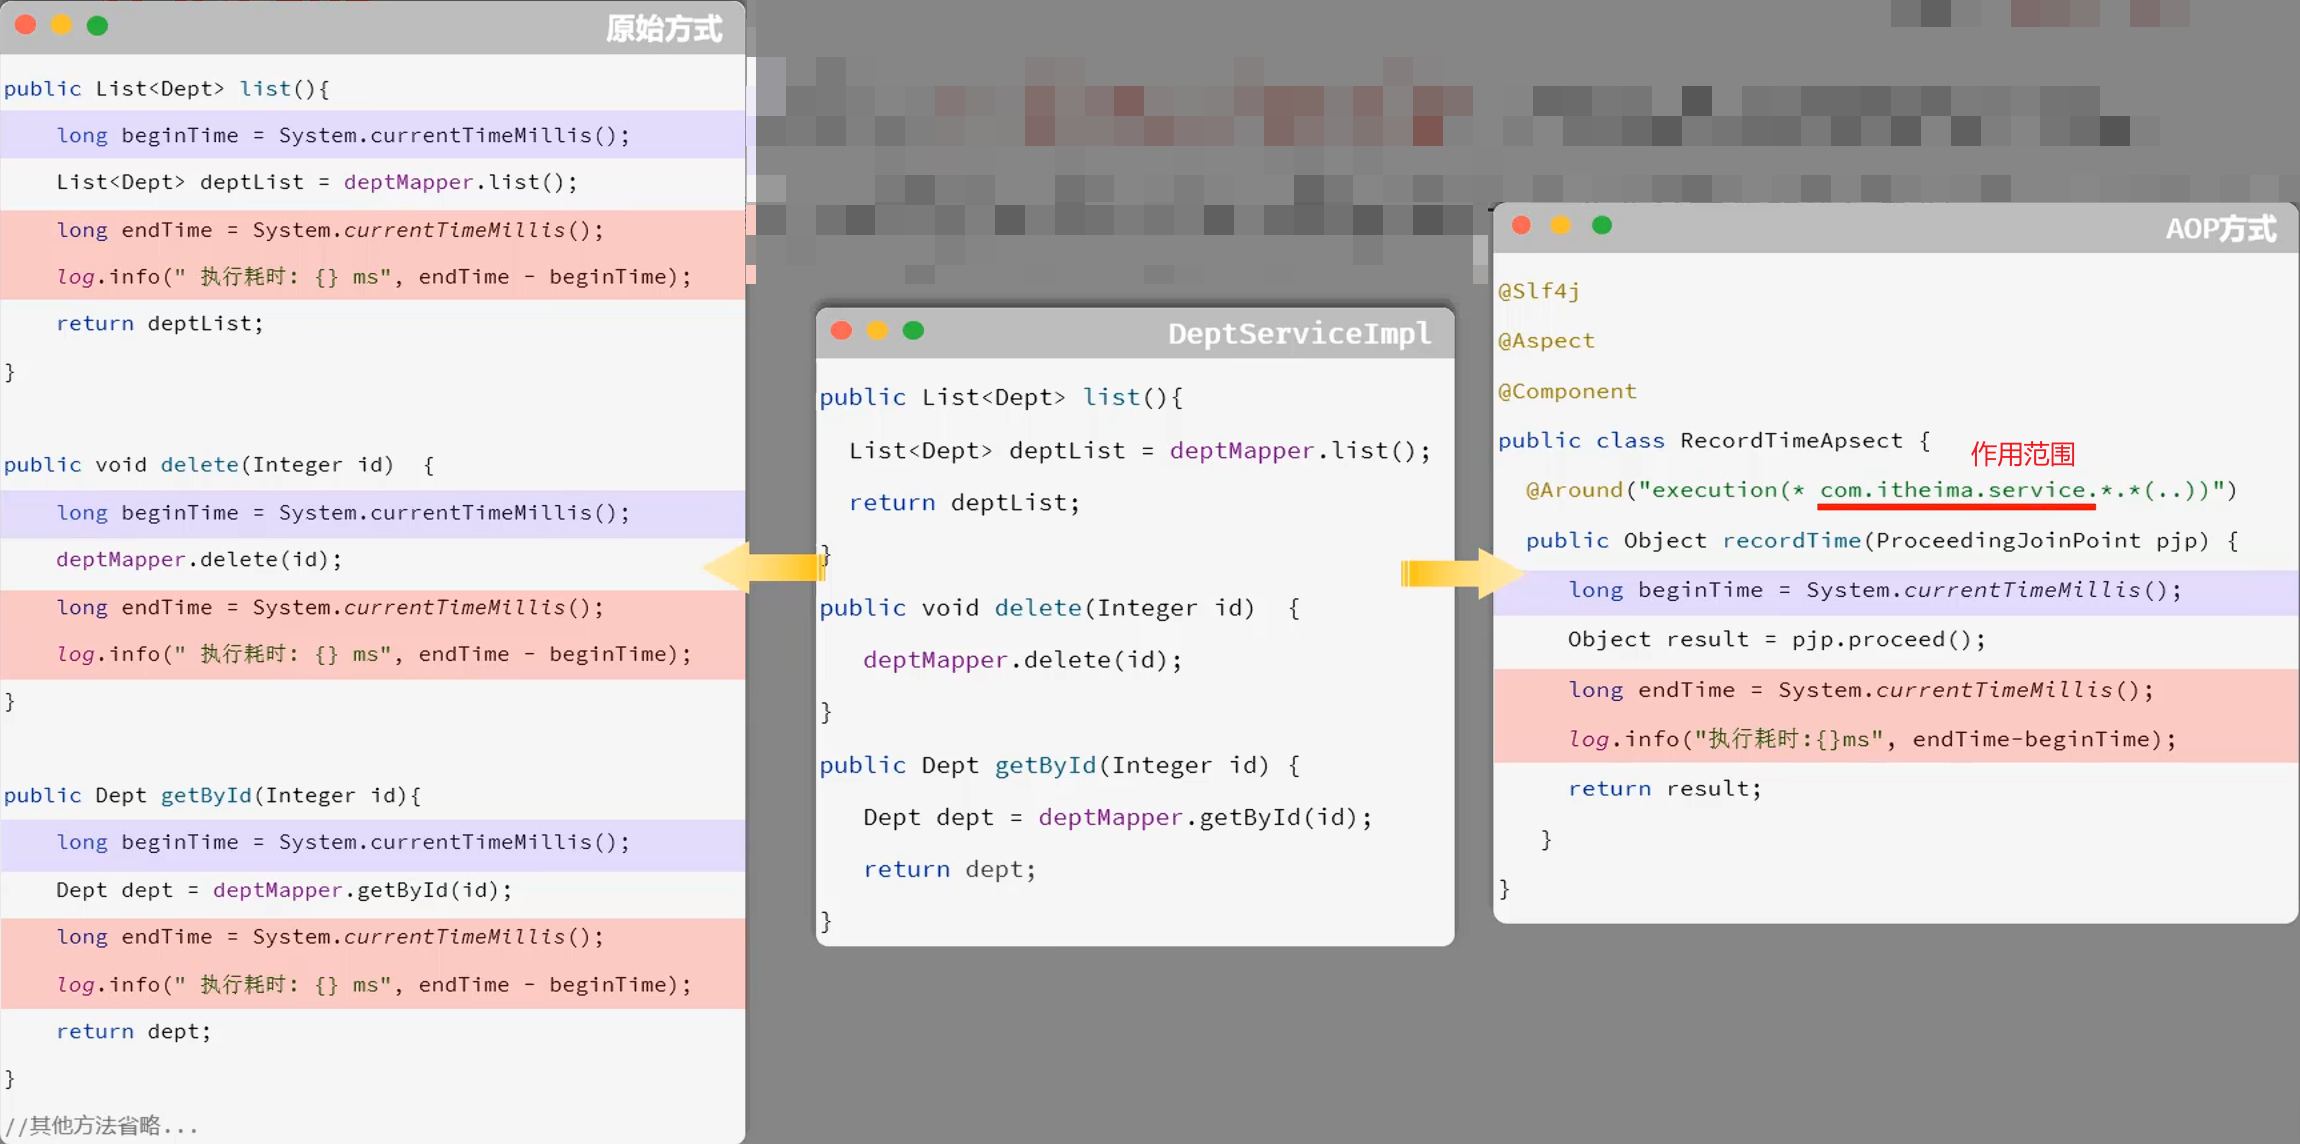 原始方式
public List<Dept> list(){
long beginTime = System.currentTimeMillis();
List<Dept> deptList = deptMapper.list();
long endTime = System.currentTimeMillis();
log.info(" 执行耗时: {} ms", endTime - beginTime);
return deptList;
}
public void delete(Integer id) {
long beginTime = System.currentTimeMillis();
deptMapper.delete(id);
long endTime = System.currentTimeMillis();
log.info(" 执行耗时: {} ms", endTime - beginTime);
}
public Dept getById(Integer id){
long beginTime = System.currentTimeMillis();
Dept dept = deptMapper.getById(id);
long endTime = System.currentTimeMillis();
log.info(" 执行耗时: {} ms", endTime - beginTime);
return dept;
}
//其他方法省略...
DeptServiceImpl
public List<Dept> list(){
List<Dept> deptList = deptMapper.list();
return deptList;
}
public void delete(Integer id) {
deptMapper.delete(id);
}
public Dept getById(Integer id) {
Dept dept = deptMapper.getById(id);
return dept;
}
AOP方式
@Slf4j
@Aspect
@Component
public class RecordTimeApsect {
作用范围
@Around("execution(* com.itheima.service.*.*(..))")
public Object recordTime(ProceedingJoinPoint pjp) {
long beginTime = System.currentTimeMillis();
Object result = pjp.proceed();
long endTime = System.currentTimeMillis();
log.info("执行耗时:{}ms", endTime-beginTime);
return result;
}
}